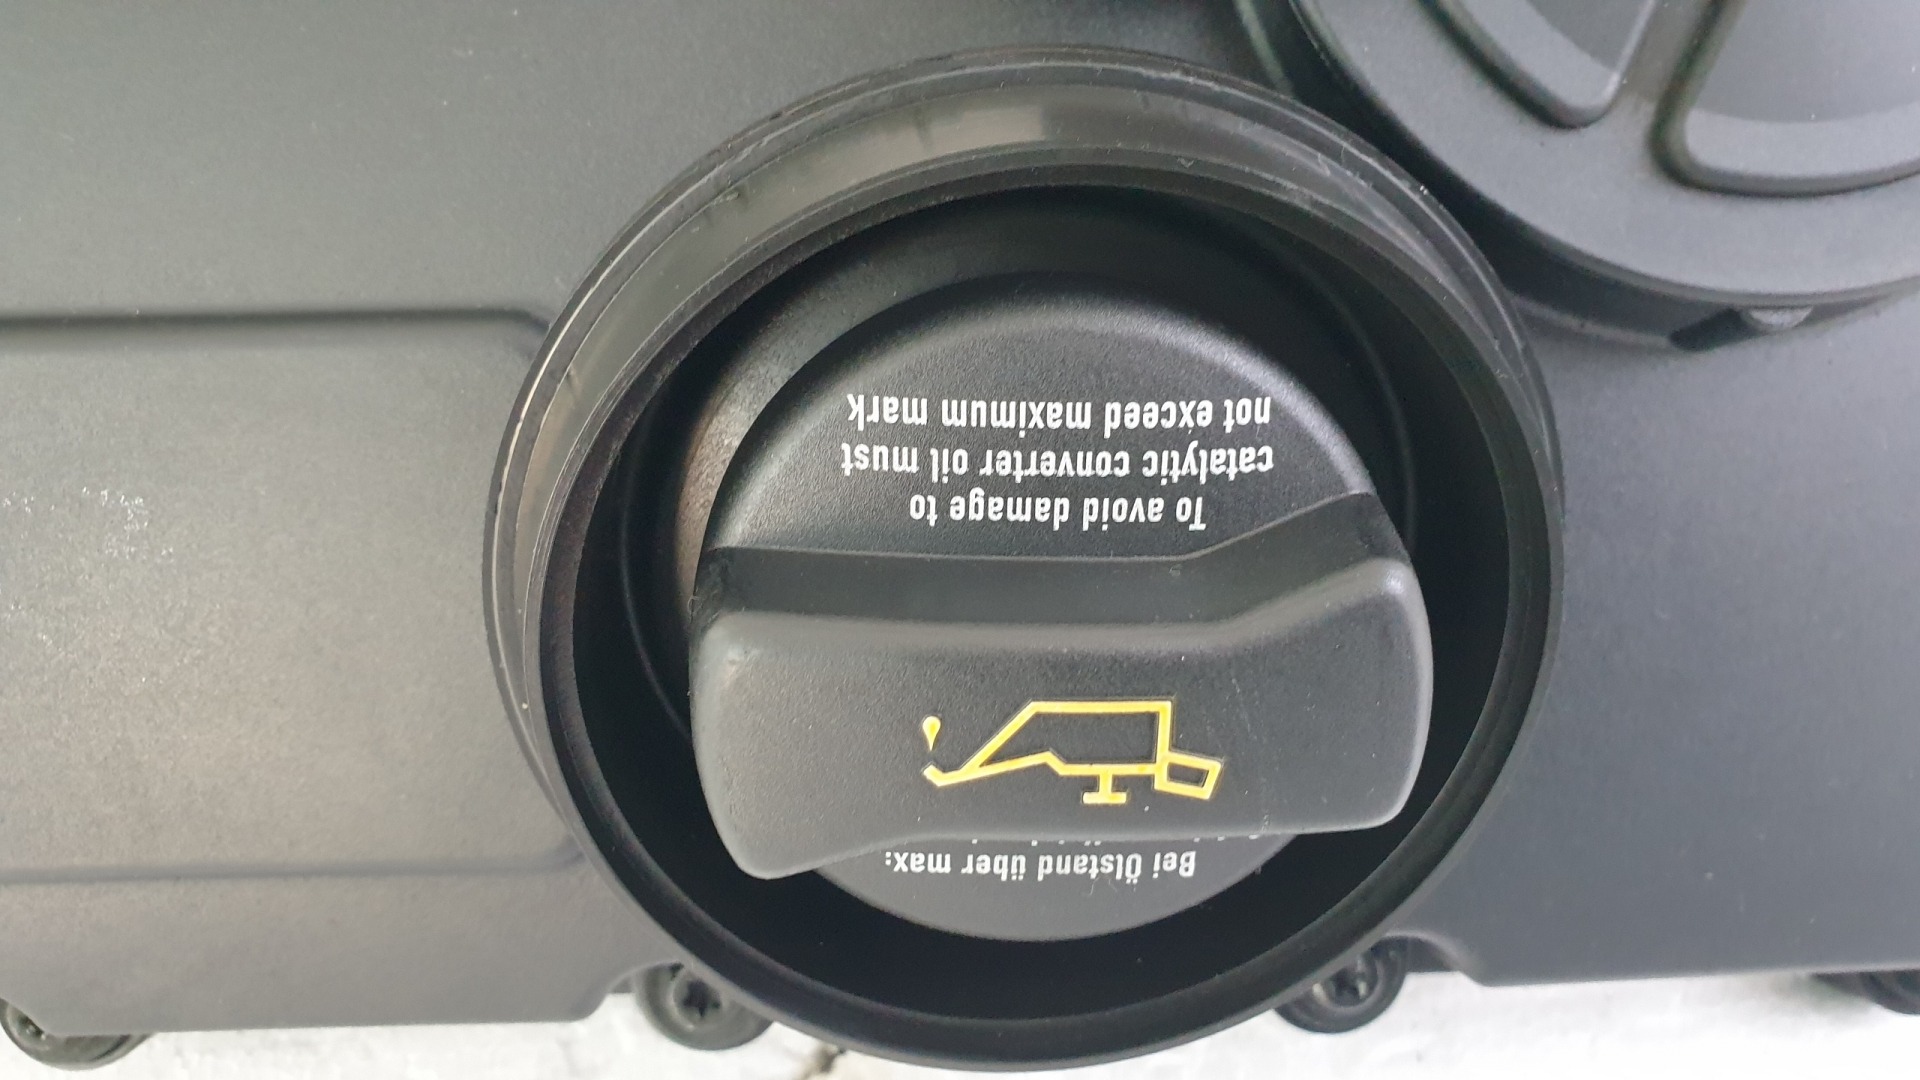 Bei Ölstand über max:
To avoid damage to
catalytic converter oil must
not exceed maximum mark